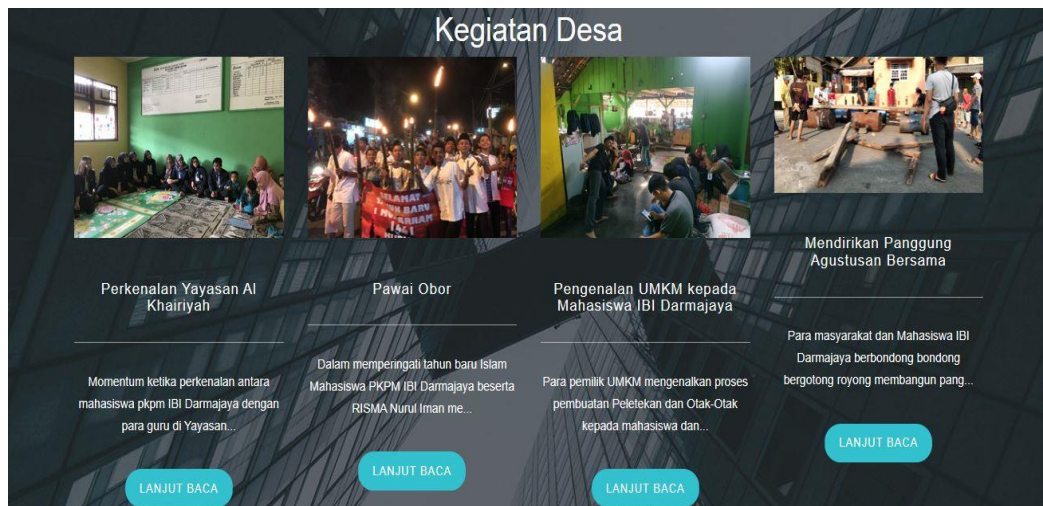 Kegiatan Desa
SELAMAT
1461
Perkenalan Yayasan Al
Khairiyah
Momentum ketika perkenalan antara
mahasiswa pkpm IBI Darmajaya dengan
para guru di Yayasan...
LANJUT BACA
Pawai Obor
Dalam memperingati tahun baru Islam
Mahasiswa PKPM IBI Darmajaya beserta
RISMA Nurul Iman me...
LANJUT BACA
Pengenalan UMKM kepada
Mahasiswa IBI Darmajaya
Para pemilik UMKM mengenalkan proses
pembuatan Peletekan dan Otak-Otak
kepada mahasiswa dan...
LANJUT BACA
Mendirikan Panggung
Agustusan Bersama
Para masyarakat dan Mahasiswa IBI
Darmajaya berbondong bondong
bergotong royong membangun pang...
LANJUT BACA